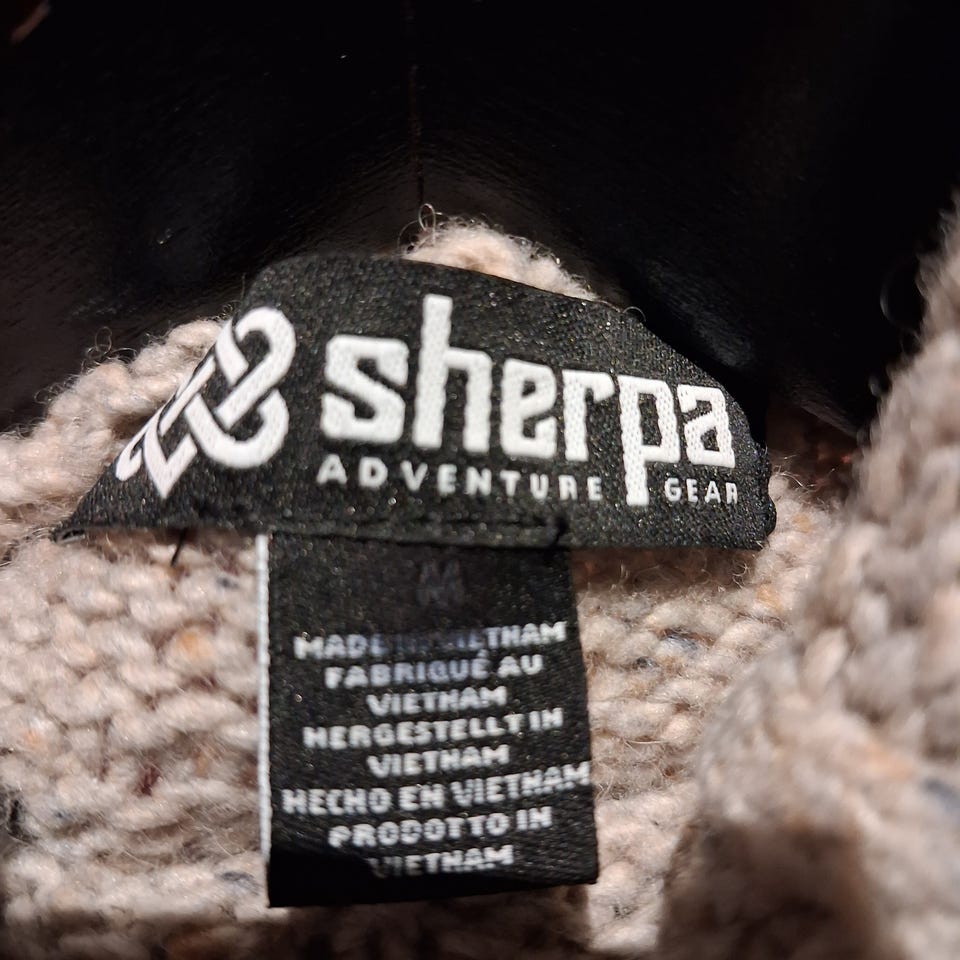 sherpa
ADVENTURE GEAR
M
MADE IN VIETNAM
FABRIQUÉ AU
VIETNAM
HERGESTELLT IN
VIETNAM
HECHO EN VIETNAM
PRODOTTO IN
VIETNAM